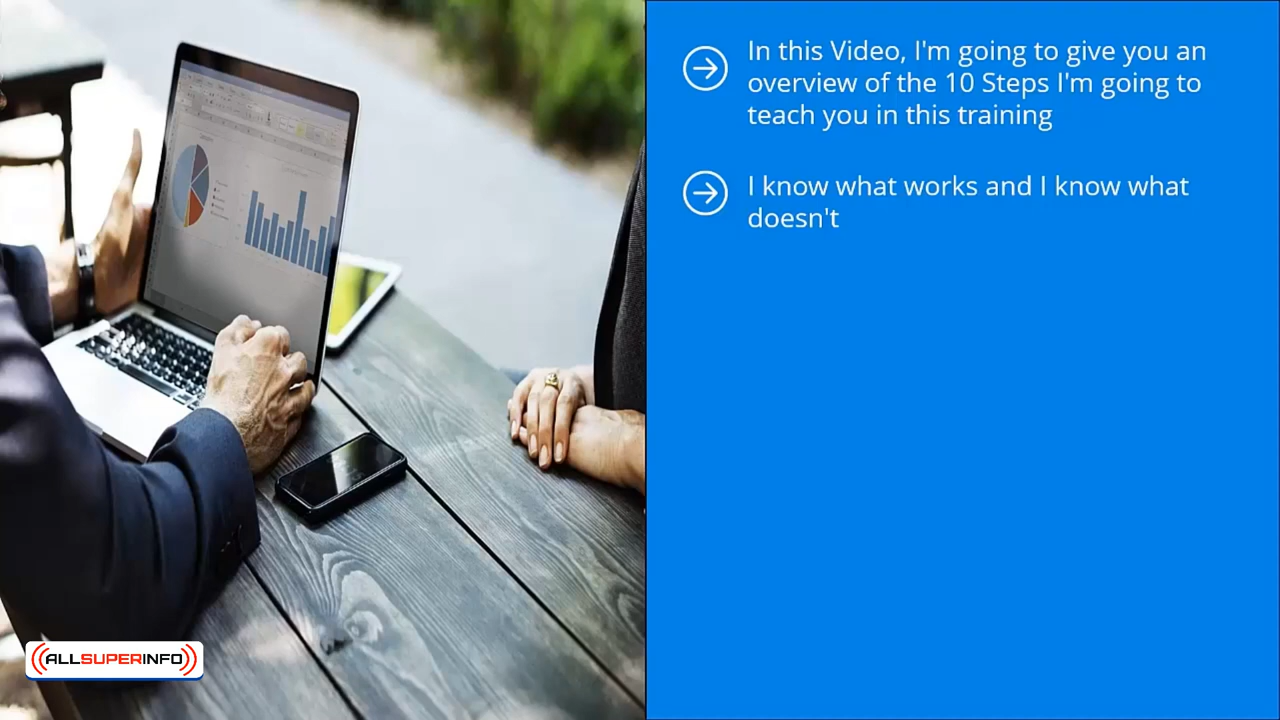 In this Video, I'm going to give you an
overview of the 10 Steps I'm going to
teach you in this training
I know what works and I know what
doesn't
ALLSUPERINFO